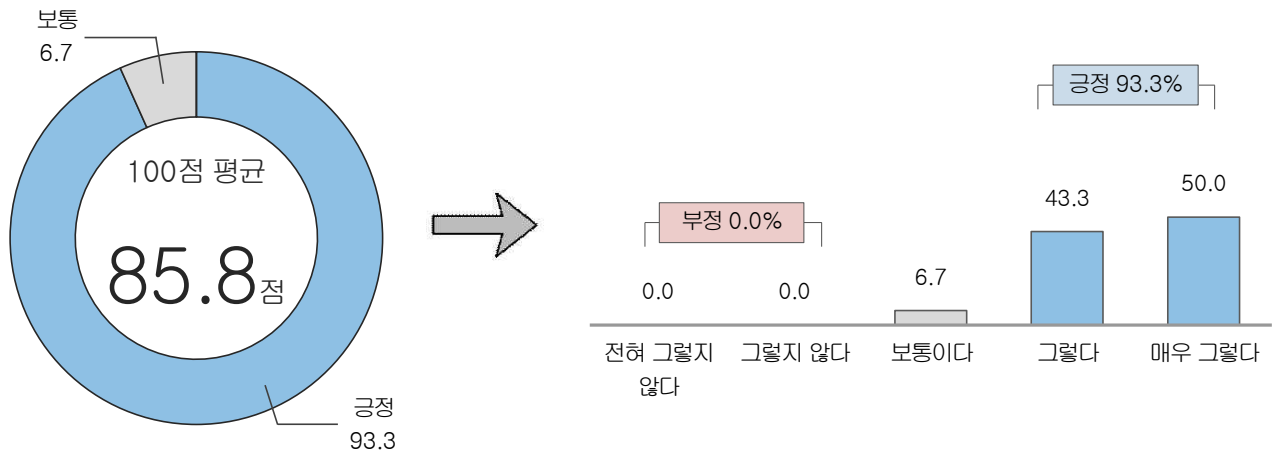 보통
6.7
100점 평균
85.8점
긍정
93.3
긍정 93.3%
부정 0.0%
0.0
0.0
6.7
43.3
50.0
전혀 그렇지
않다
그렇지 않다
보통이다
그렇다
매우 그렇다